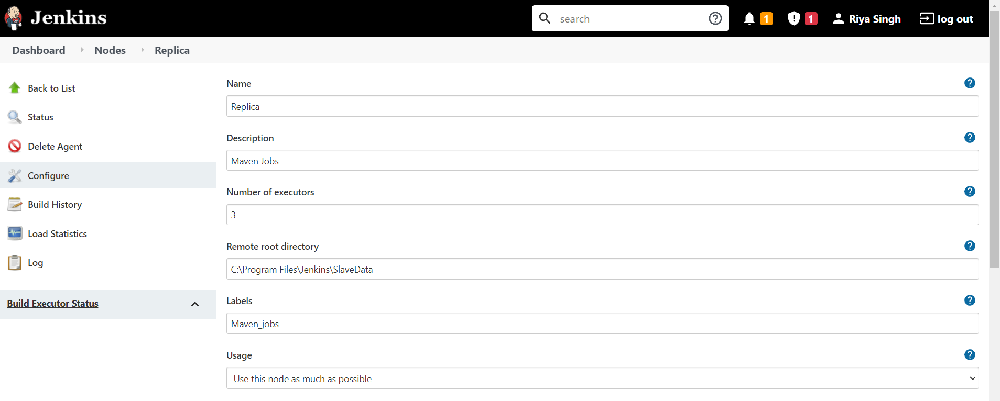 Jenkins
search
1
1
Riya Singh
log out
Dashboard
Nodes
Replica
Back to List
Status
Delete Agent
Configure
Build History
Load Statistics
Log
Build Executor Status
Name
Replica
Description
Maven Jobs
Number of executors
3
Remote root directory
C:\Program Files\Jenkins\SlaveData
Labels
Maven_jobs
Usage
Use this node as much as possible